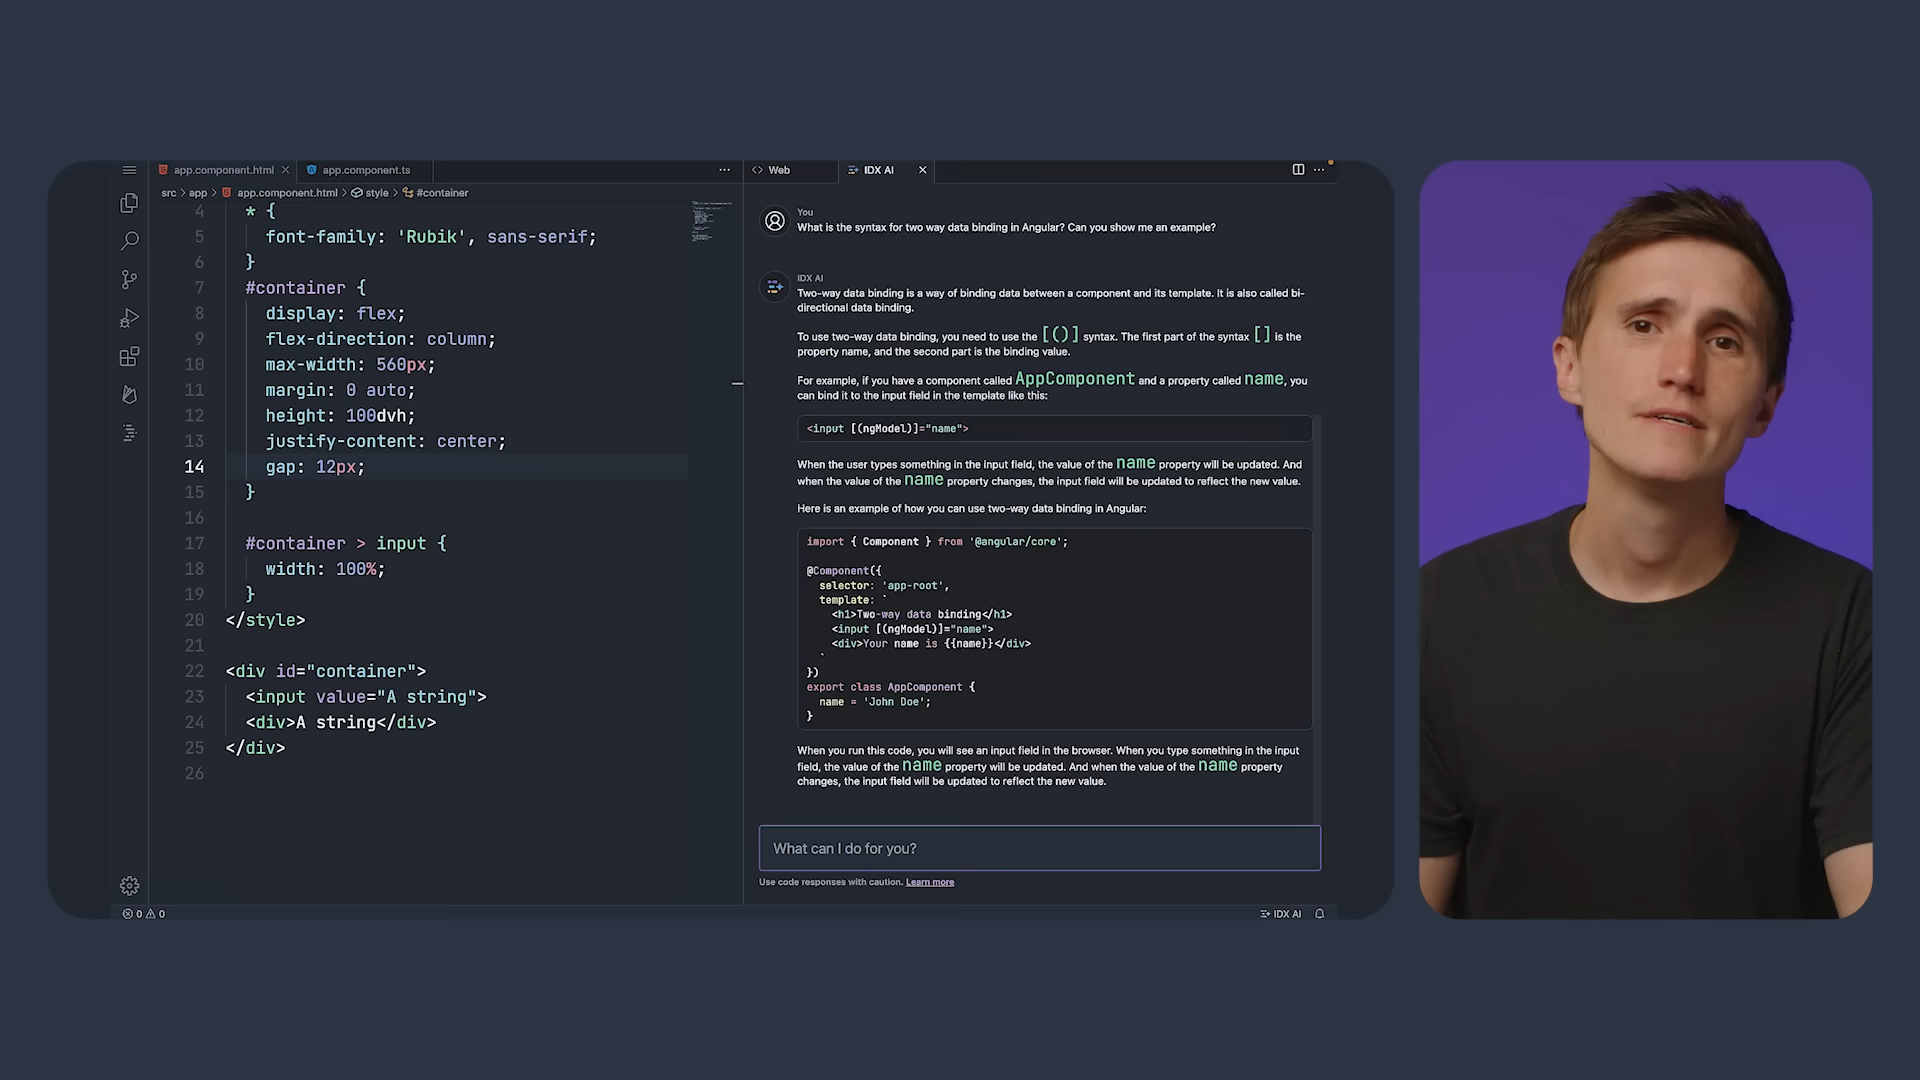 app.component.html
app.component.ts
src > app > app.component.html > style > #container
4 * {
5 font-family: 'Rubik', sans-serif;
6 }
7 #container {
8 display: flex;
9 flex-direction: column;
10 max-width: 560px;
11 margin: 0 auto;
12 height: 100dvh;
13 justify-content: center;
14 gap: 12px;
15 }
16
17 #container > input {
18 width: 100%;
19 }
20 </style>
21
22 <div id="container">
23 <input value="A string">
24 <div>A string</div>
25 </div>
26
0 0
Web
IDX AI
You
What is the syntax for two way data binding in Angular? Can you show me an example?
IDX AI
Two-way data binding is a way of binding data between a component and its template. It is also called bi-
directional data binding.
To use two-way data binding, you need to use the [()] syntax. The first part of the syntax [] is the
property name, and the second part is the binding value.
For example, if you have a component called AppComponent and a property called name, you
can bind it to the input field in the template like this:
<input [(ngModel)]="name">
When the user types something in the input field, the value of the name property will be updated. And
when the value of the name property changes, the input field will be updated to reflect the new value.
Here is an example of how you can use two-way data binding in Angular:
import { Component } from '@angular/core';
@Component({
selector: 'app-root',
template: `
<h1>Two-way data binding</h1>
<input [(ngModel)]="name">
<div>Your name is {{name}}</div>
`
})
export class AppComponent {
name = 'John Doe';
}
When you run this code, you will see an input field in the browser. When you type something in the input
field, the value of the name property will be updated. And when the value of the name property
changes, the input field will be updated to reflect the new value.
What can I do for you?
Use code responses with caution. Learn more
IDX AI